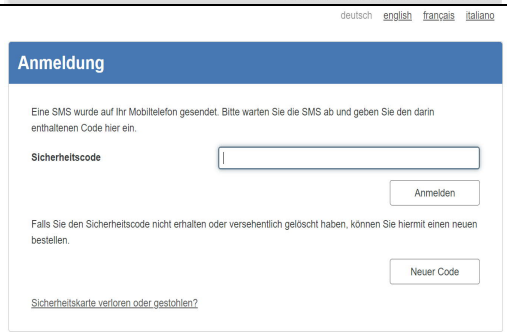 deutsch english français italiano
Anmeldung
Eine SMS wurde auf Ihr Mobiltelefon gesendet. Bitte warten Sie die SMS ab und geben Sie den darin
enthaltenen Code hier ein.
Sicherheitscode
Anmelden
Falls Sie den Sicherheitscode nicht erhalten oder versehentlich gelöscht haben, können Sie hiermit einen neuen
bestellen.
Neuer Code
Sicherheitskarte verloren oder gestohlen?